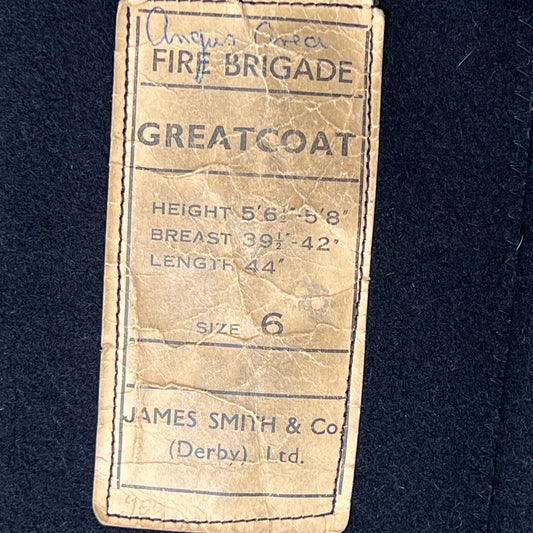 Angus Area
FIRE BRIGADE
GREATCOAT
HEIGHT 5'6½"-5'8"
BREAST 39½"-42"
LENGTH 44"
SIZE 6
JAMES SMITH & Co.
(Derby) Ltd.